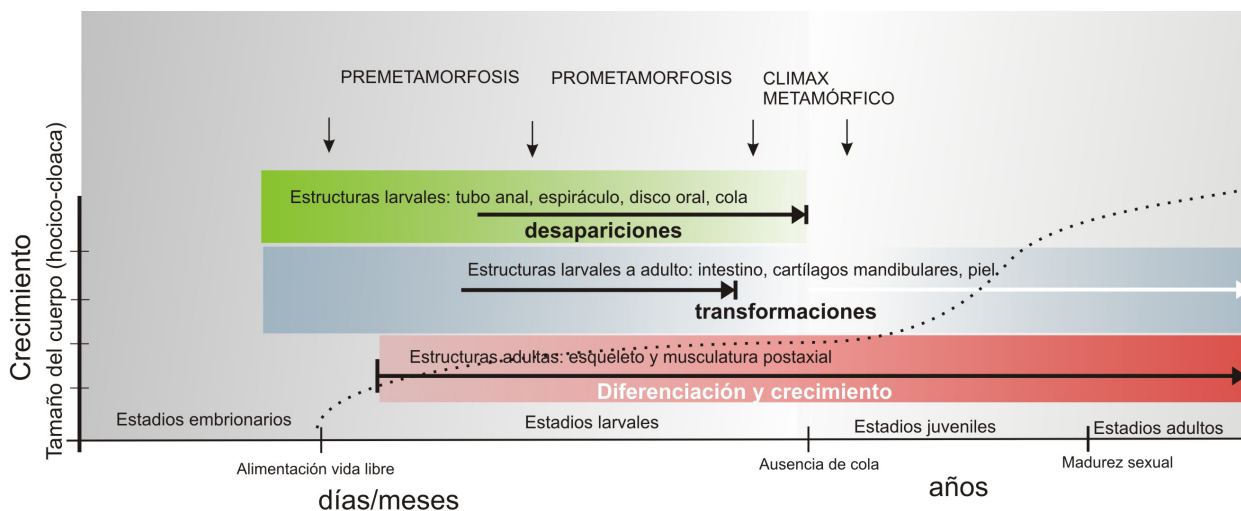 PREMETAMORFOSIS
PROMETAMORFOSIS
CLIMAX
METAMÓRFICO
Estructuras larvales: tubo anal, espiráculo, disco oral, cola
desapariciones
Estructuras larvales a adulto: intestino, cartílagos mandibulares, piel
transformaciones
Estructuras adultas: esqueleto y musculatura postaxial
Diferenciación y crecimiento
Crecimiento
Tamaño del cuerpo (hocico-cloaca)
Estadios embrionarios
Estadios larvales
Estadios juveniles
Estadios adultos
Alimentación vida libre
Ausencia de cola
Madurez sexual
días/meses
años